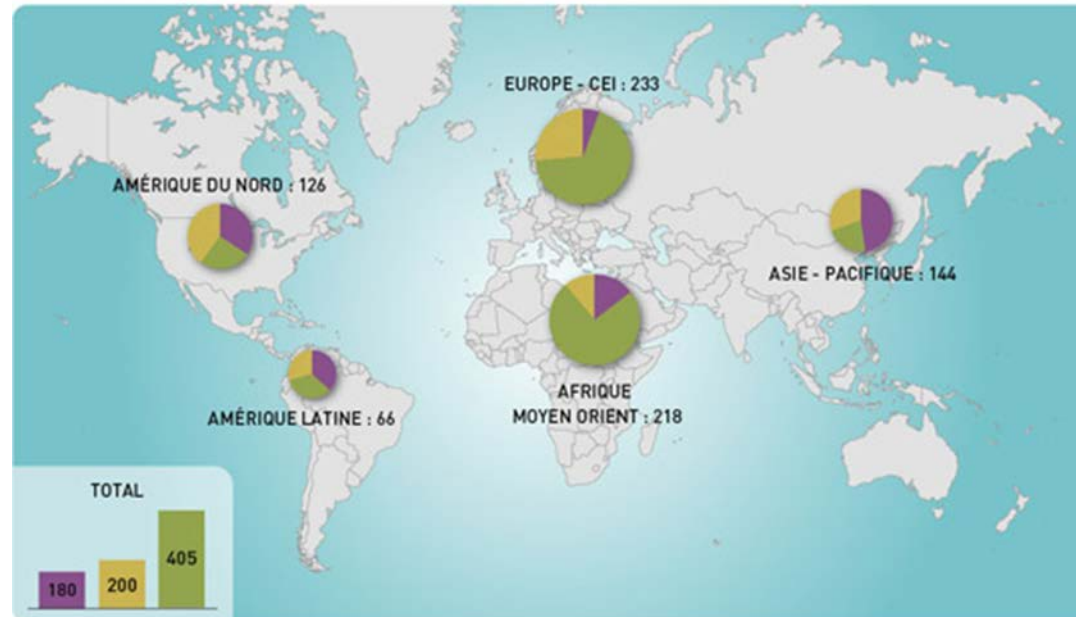 EUROPE - CEI : 233
AMÉRIQUE DU NORD : 126
ASIE - PACIFIQUE : 144
AFRIQUE
MOYEN ORIENT : 218
AMÉRIQUE LATINE : 66
TOTAL
180
200
405